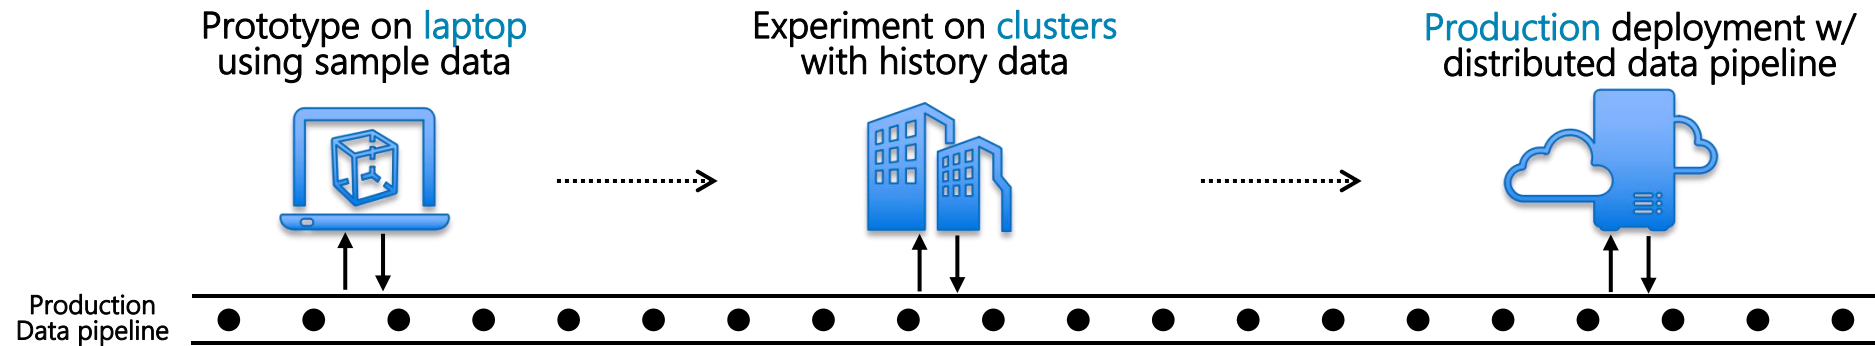 Prototype on laptop
using sample data
Experiment on clusters
with history data
Production deployment w/
distributed data pipeline
Production
Data pipeline